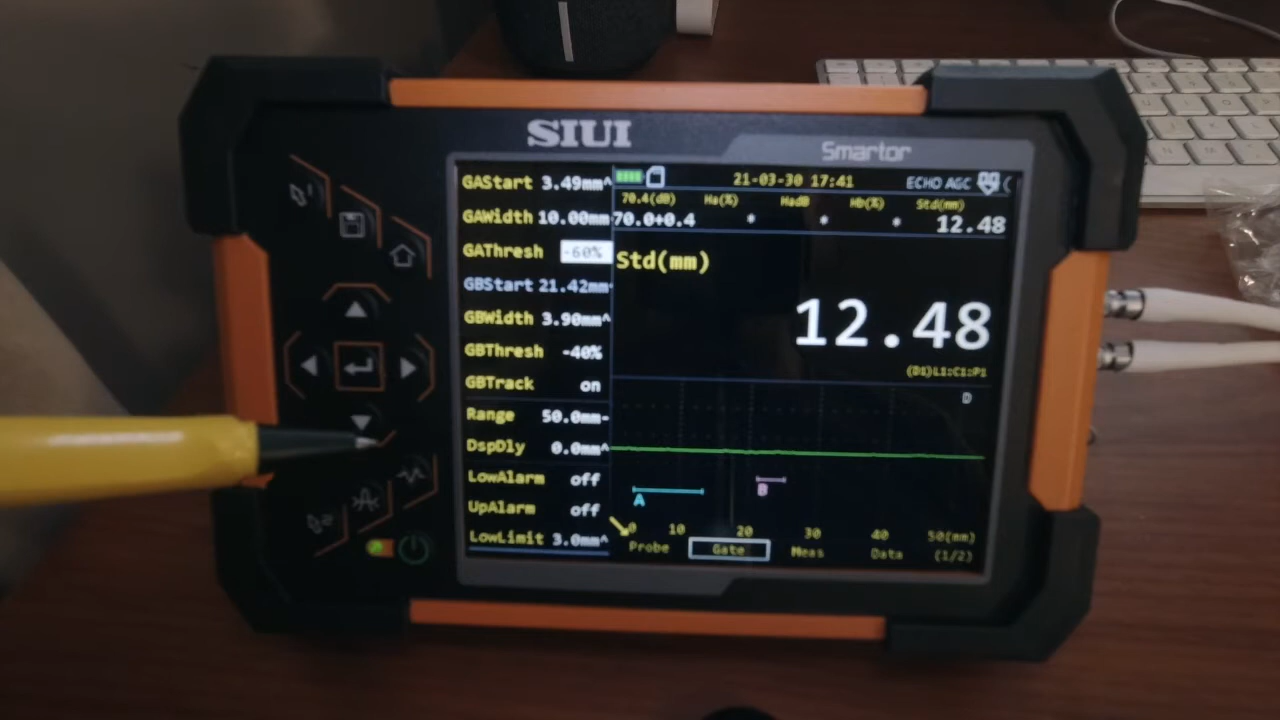 SIUI
Smartor
21-03-30 17:41 ECHO AGC
70.4(dB) Ha(%) HadB Hb(%) Std(mm)
70.0+0.4 * * * 12.48
Std(mm)
12.48
(D1)L1:C1:P1
D
GAStart 3.49mm^
GAWidth 10.00mm
GAThresh -60%
GBStart 21.42mm
GBWidth 3.90mm^
GBThresh -40%
GBTrack on
Range 50.0mm-
DspDly 0.0mm^
LowAlarm off
UpAlarm off
LowLimit 3.0mm^
A
B
0 10 20 30 40 50(mm)
Probe Gate Meas Data (1/2)